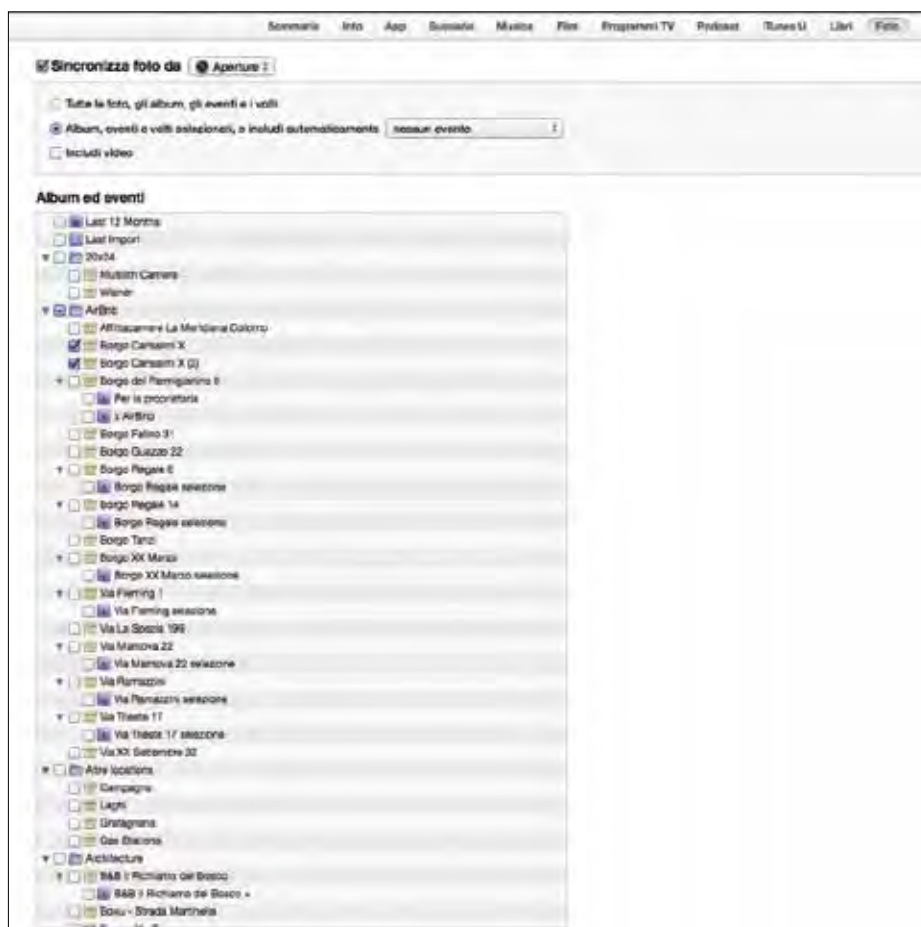 Sommario Info App Suonerie Musica Film Programmi TV Podcast iTunes U Libri Foto
Sincronizza foto da Aperture
Tutte le foto, gli album, gli eventi e i volti
Album, eventi e volti selezionati, e includi automaticamente nessun evento
Includi video
Album ed eventi
Last 12 Months
Last Import
20x24
Camera
Wiener
AirBnb
Affittacamere La Meridiana Colorno
Borgo Carissimi X
Borgo Carissimi X (2)
Borgo del Parmigianino
Per la proprietaria
x AirBnb
Borgo Felino 31
Borgo Guazzo 22
Borgo Regale 6
Borgo Regale selezione
Borgo Regale 14
Borgo Regale selezione
Borgo Tanzi
Borgo XX Marzo
Borgo XX Marzo selezione
Via Fleming 1
Via Fleming selezione
Via La Spezia 196
Via Mantova 22
Via Mantova 22 selezione
Via Ramazzini
Via Ramazzini selezione
Via Trieste 17
Via Trieste 17 selezione
Via XX Settembre 32
Altre locations
Campagna
Laghi
Gratagnana
Gas Stations
Architecture
B&B Il Richiamo del Bosco
B&B Il Richiamo del Bosco +
- Strada Martinella